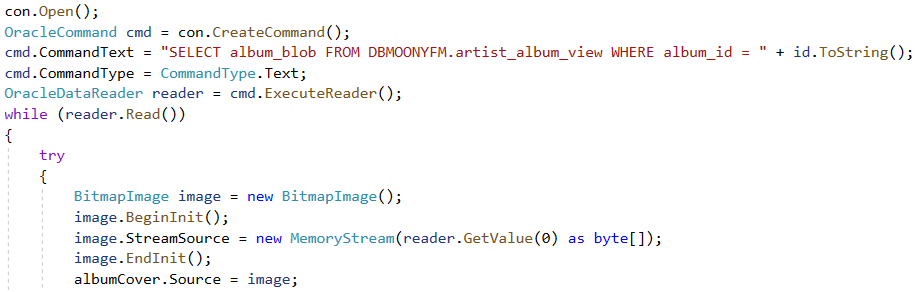 con.Open();
OracleCommand cmd = con.CreateCommand();
cmd.CommandText = "SELECT album_blob FROM DBMOONYFM.artist_album_view WHERE album_id = " + id.ToString();
cmd.CommandType = CommandType.Text;
OracleDataReader reader = cmd.ExecuteReader();
while (reader.Read())
{
    try
    {
        BitmapImage image = new BitmapImage();
        image.BeginInit();
        image.StreamSource = new MemoryStream(reader.GetValue(0) as byte[]);
        image.EndInit();
        albumCover.Source = image;